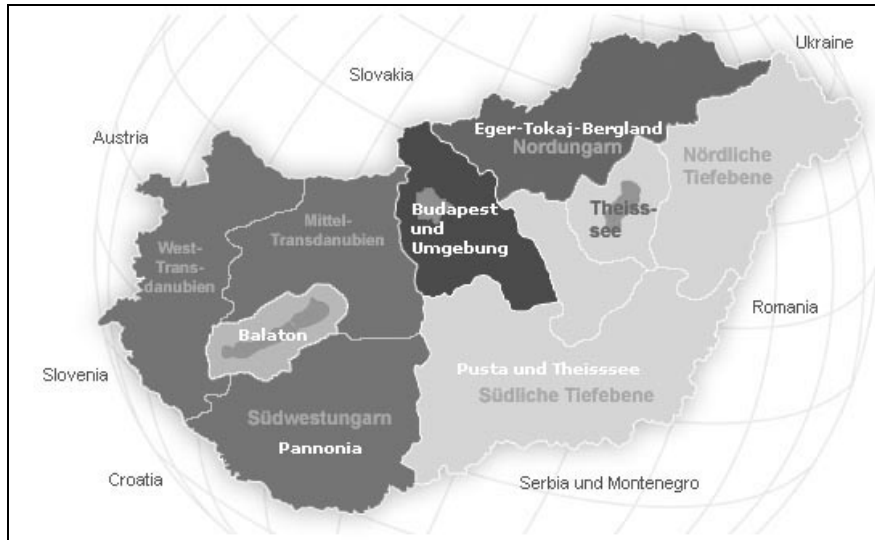 Ukraine
Slovakia
Austria
Eger-Tokaj-Bergland
Nordungarn
Nördliche
Tiefebene
Budapest
und
Umgebung
Theiss-
see
Mittel-
Transdanubien
West-
Trans-
danubien
Balaton
Romania
Slovenia
Pusta und Theisssee
Südliche Tiefebene
Südwestungarn
Pannonia
Croatia
Serbia und Montenegro